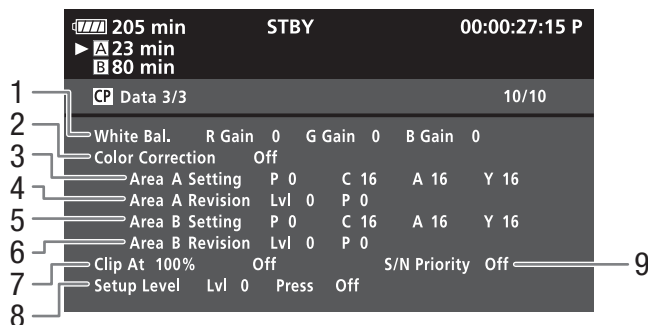 205 min STBY 00:00:27:15 P
A 23 min
B 80 min
CP Data 3/3 10/10
1 White Bal. R Gain 0 G Gain 0 B Gain 0
2 Color Correction Off
3 Area A Setting P 0 C 16 A 16 Y 16
4 Area A Revision Lvl 0 P 0
5 Area B Setting P 0 C 16 A 16 Y 16
6 Area B Revision Lvl 0 P 0
7 Clip At 100% Off S/N Priority Off 9
8 Setup Level Lvl 0 Press Off